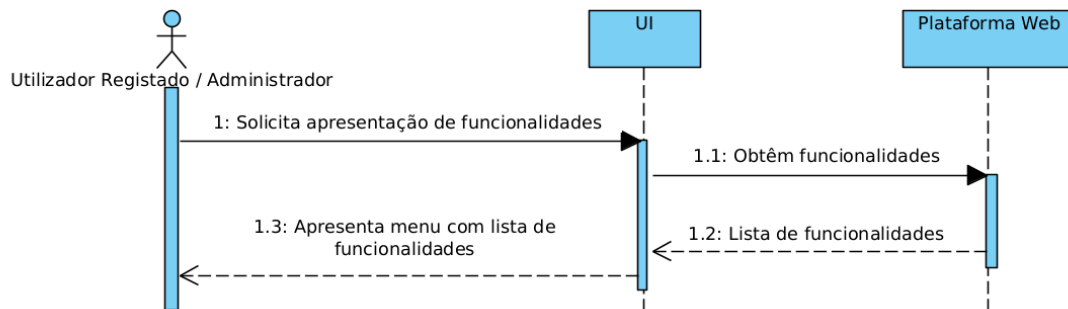 UI
Plataforma Web
Utilizador Registado / Administrador
1: Solicita apresentação de funcionalidades
1.1: Obtêm funcionalidades
1.2: Lista de funcionalidades
1.3: Apresenta menu com lista de
funcionalidades